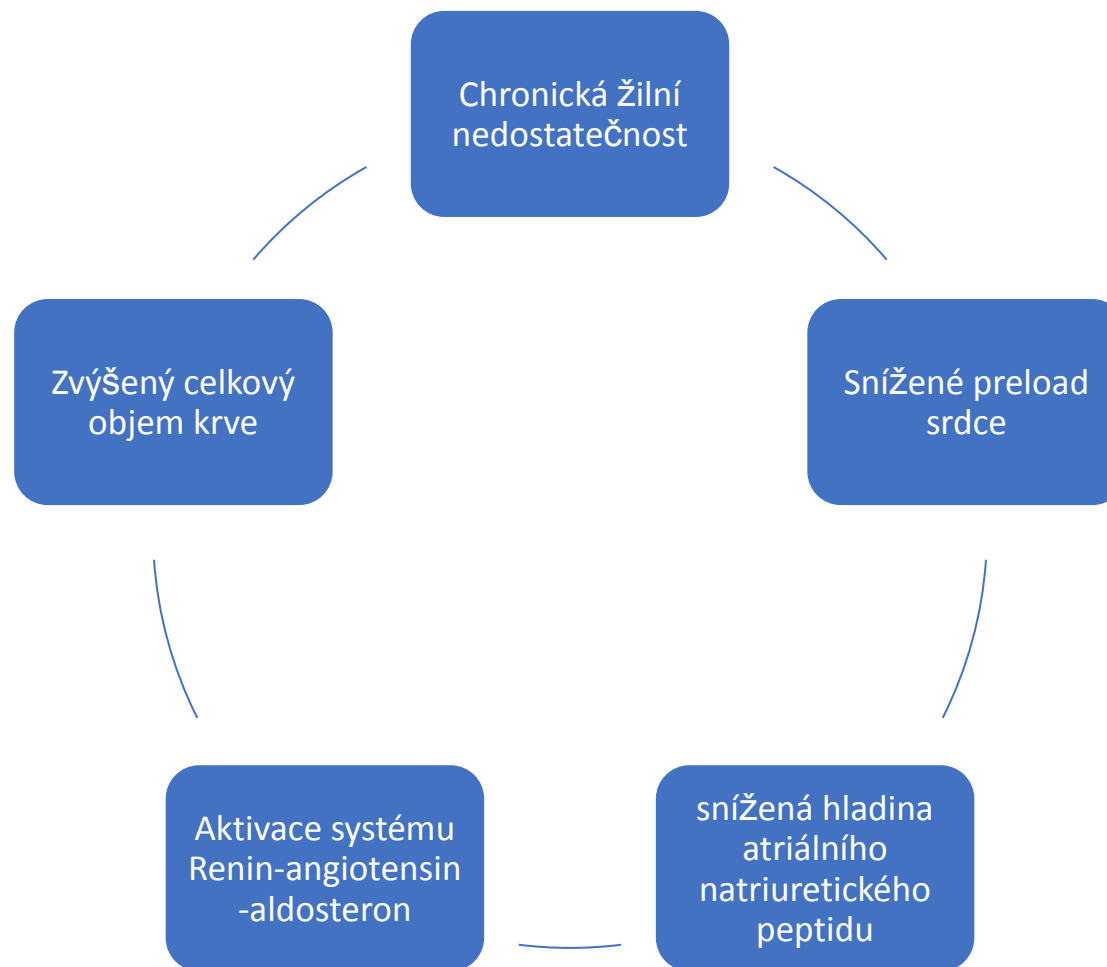 Chronická žilní
nedostatečnost
Snížené preload
srdce
snížená hladina
atriálního
natriuretického
peptidu
Aktivace systému
Renin-angiotensin
-aldosteron
Zvýšený celkový
objem krve